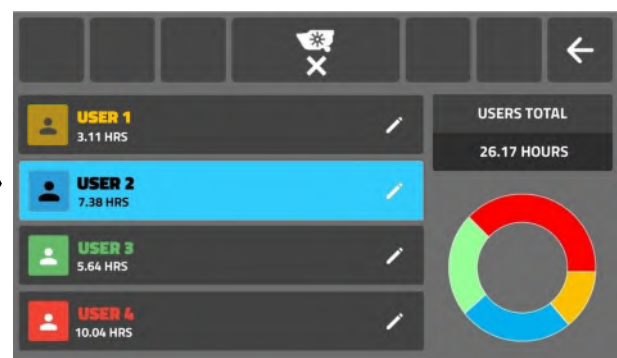 USER 1
3.11 HRS
USER 2
7.38 HRS
USER 3
5.64 HRS
USER 4
10.04 HRS
USERS TOTAL
26.17 HOURS